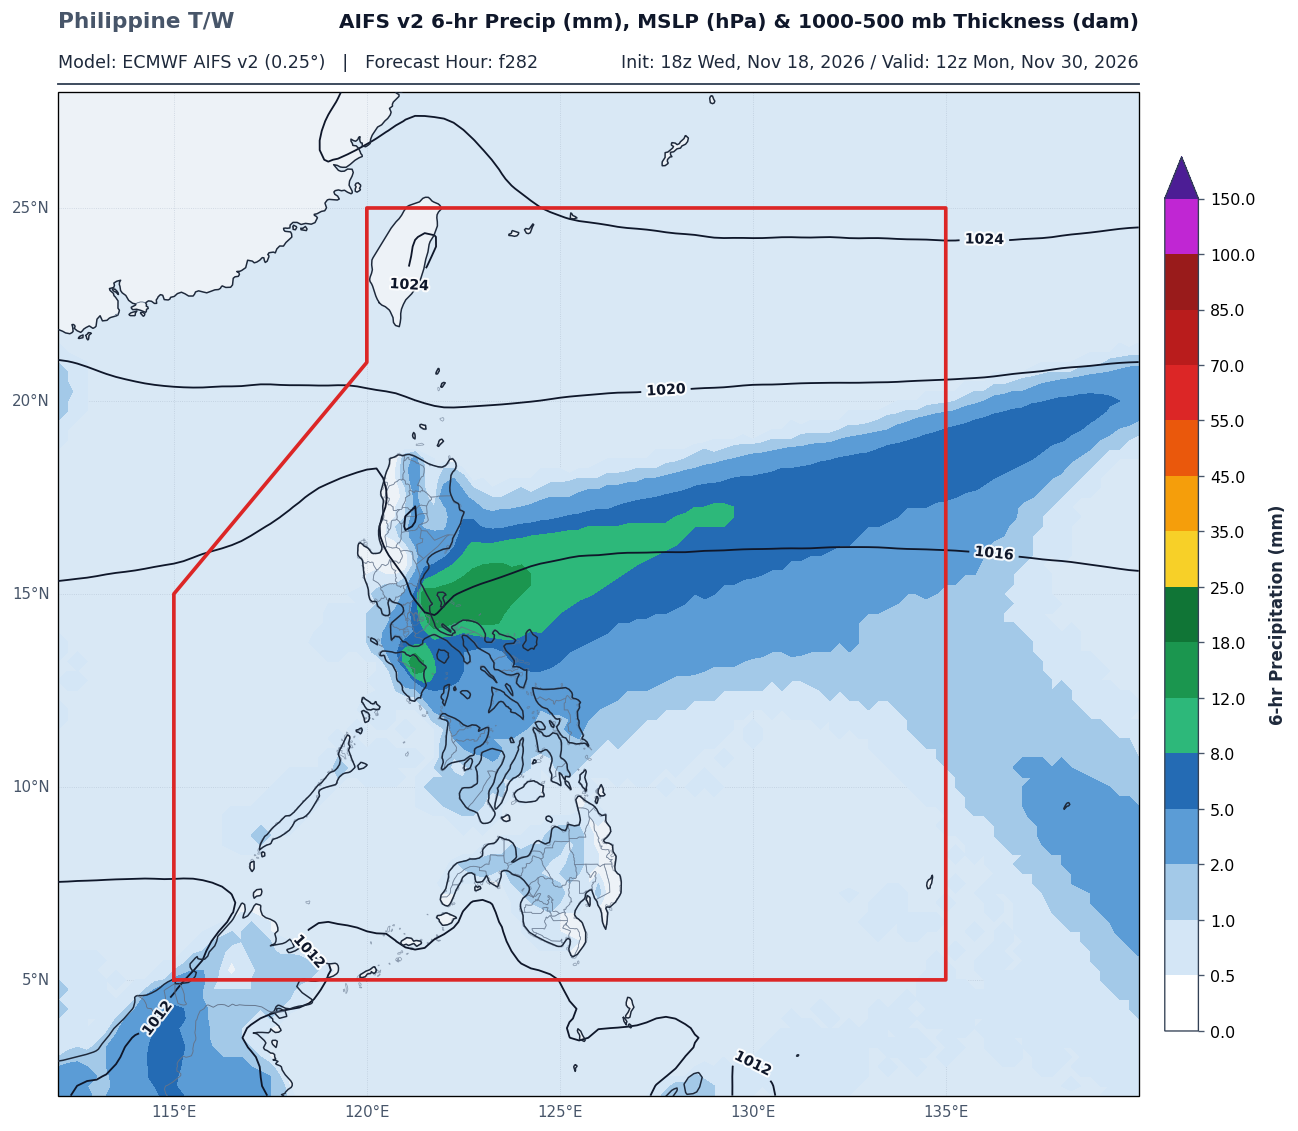 Philippine T/W
AIFS v2 6-hr Precip (mm), MSLP (hPa) & 1000-500 mb Thickness (dam)
Model: ECMWF AIFS v2 (0.25°) | Forecast Hour: f282
Init: 18z Wed, Nov 18, 2026 / Valid: 12z Mon, Nov 30, 2026
25°N
20°N
15°N
10°N
5°N
115°E
120°E
125°E
130°E
135°E
1024
1024
1020
1016
1012
1012
1012
150.0
100.0
85.0
70.0
55.0
45.0
35.0
25.0
18.0
12.0
8.0
5.0
2.0
1.0
0.5
0.0
6-hr Precipitation (mm)